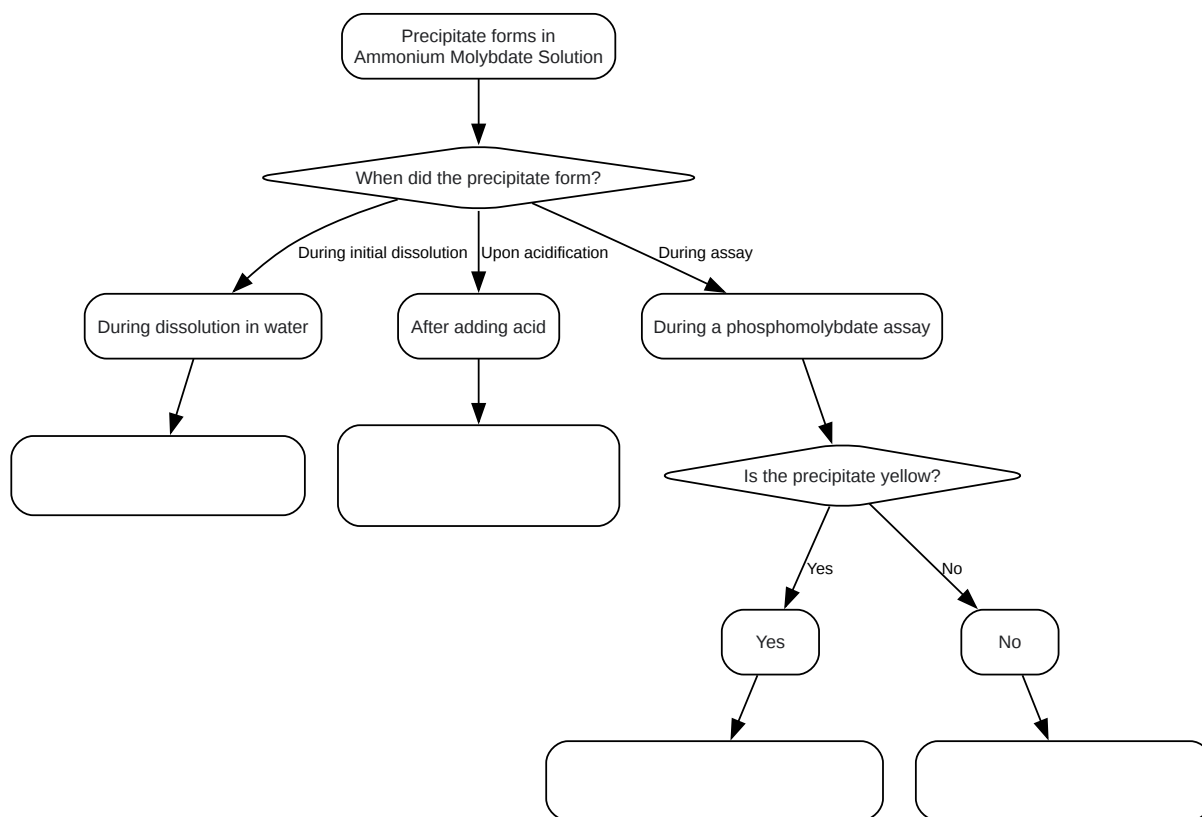 Precipitate forms in
Ammonium Molybdate Solution
When did the precipitate form?
During initial dissolution
Upon acidification
During assay
During dissolution in water
After adding acid
During a phosphomolybdate assay
Is the precipitate yellow?
Yes
No
Yes
No